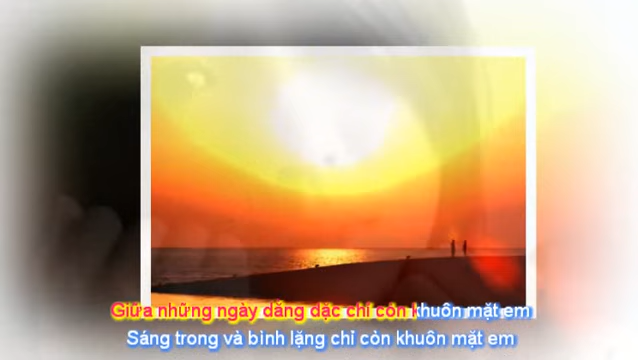 Giữa những ngày dằng dặc chỉ còn khuôn mặt em
Sáng trong và bình lặng chỉ còn khuôn mặt em